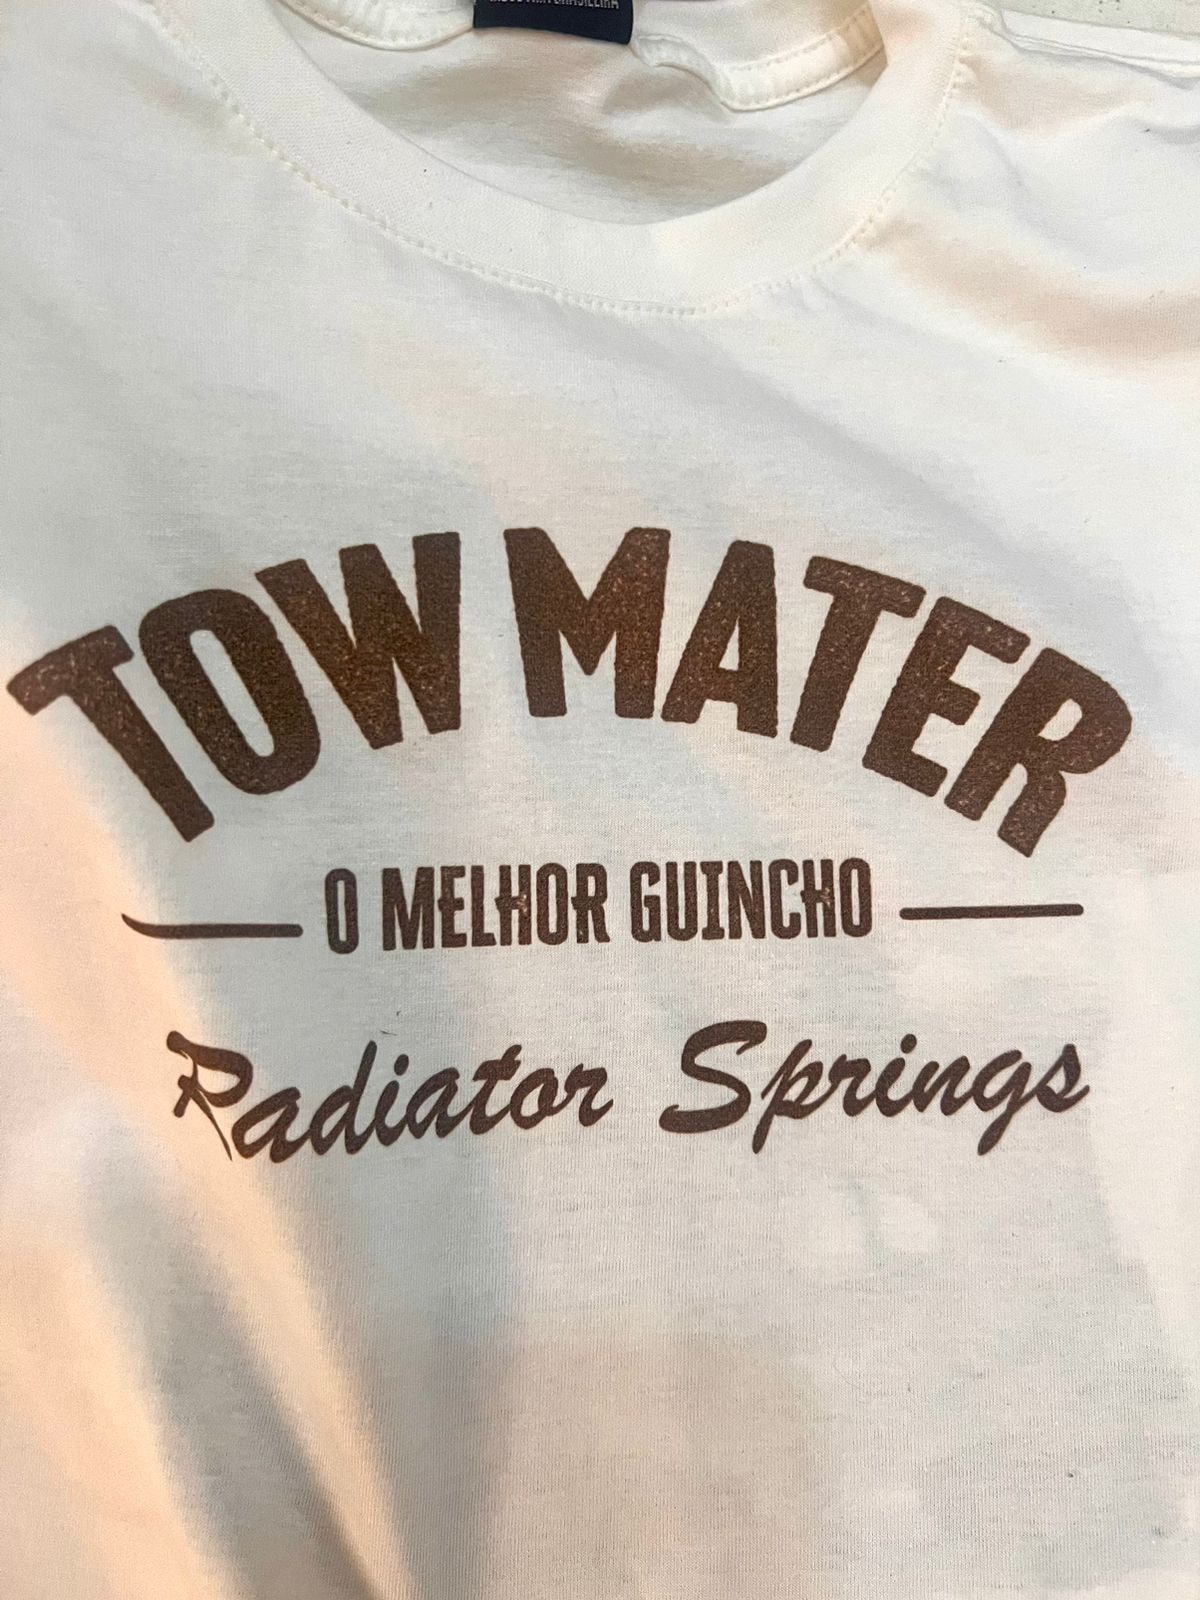 TOW MATER
O MELHOR GUINCHO
Radiator Springs